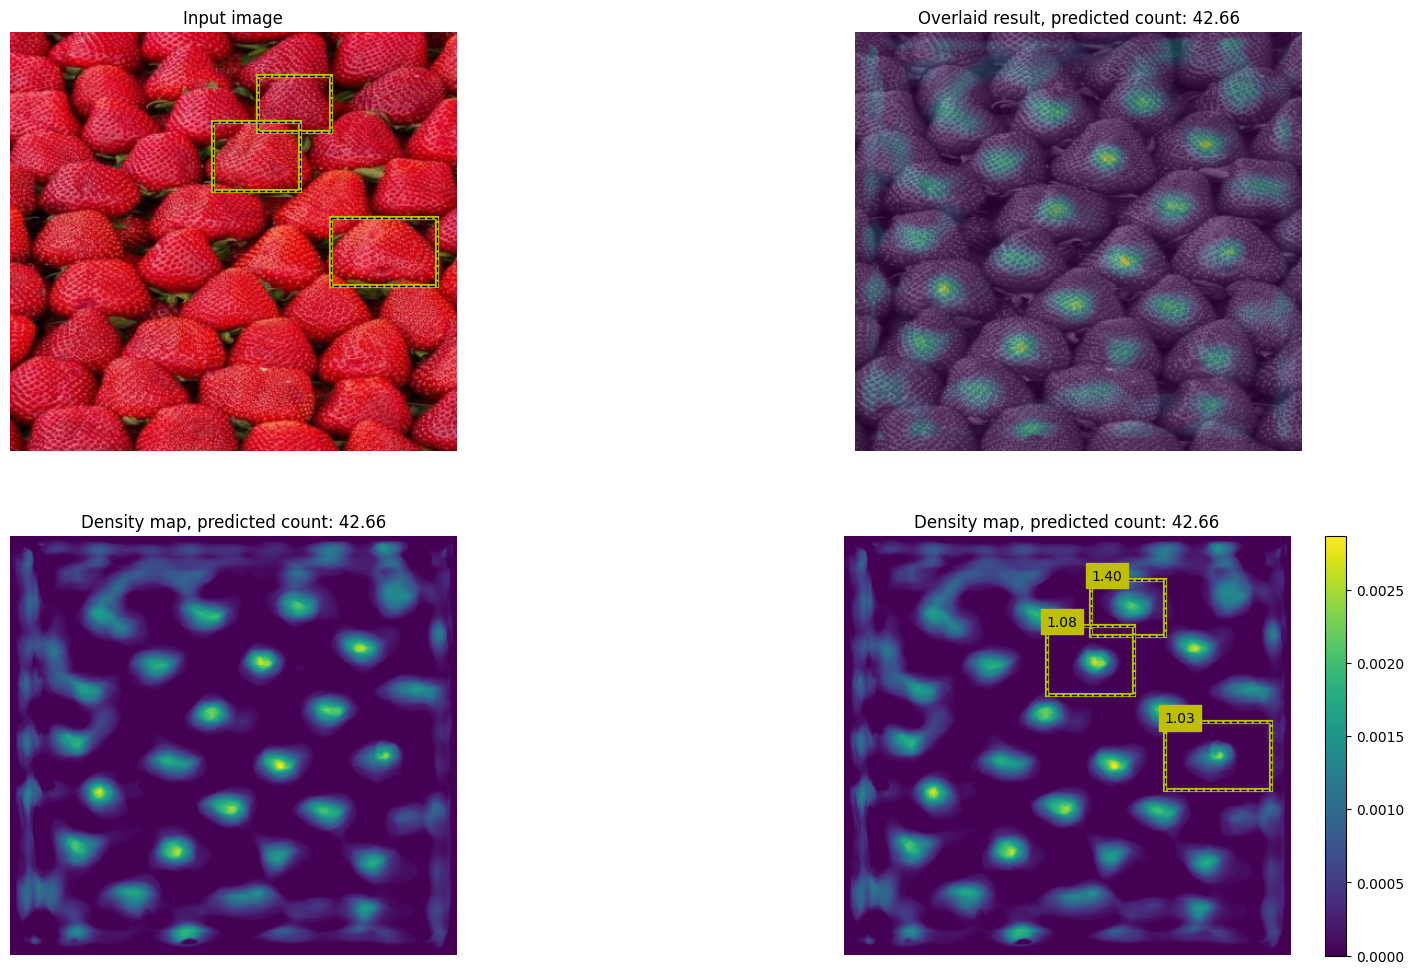 Input image
Overlaid result, predicted count: 42.66
Density map, predicted count: 42.66
Density map, predicted count: 42.66
1.40
1.08
1.03
0.0025
0.0020
0.0015
0.0010
0.0005
0.0000